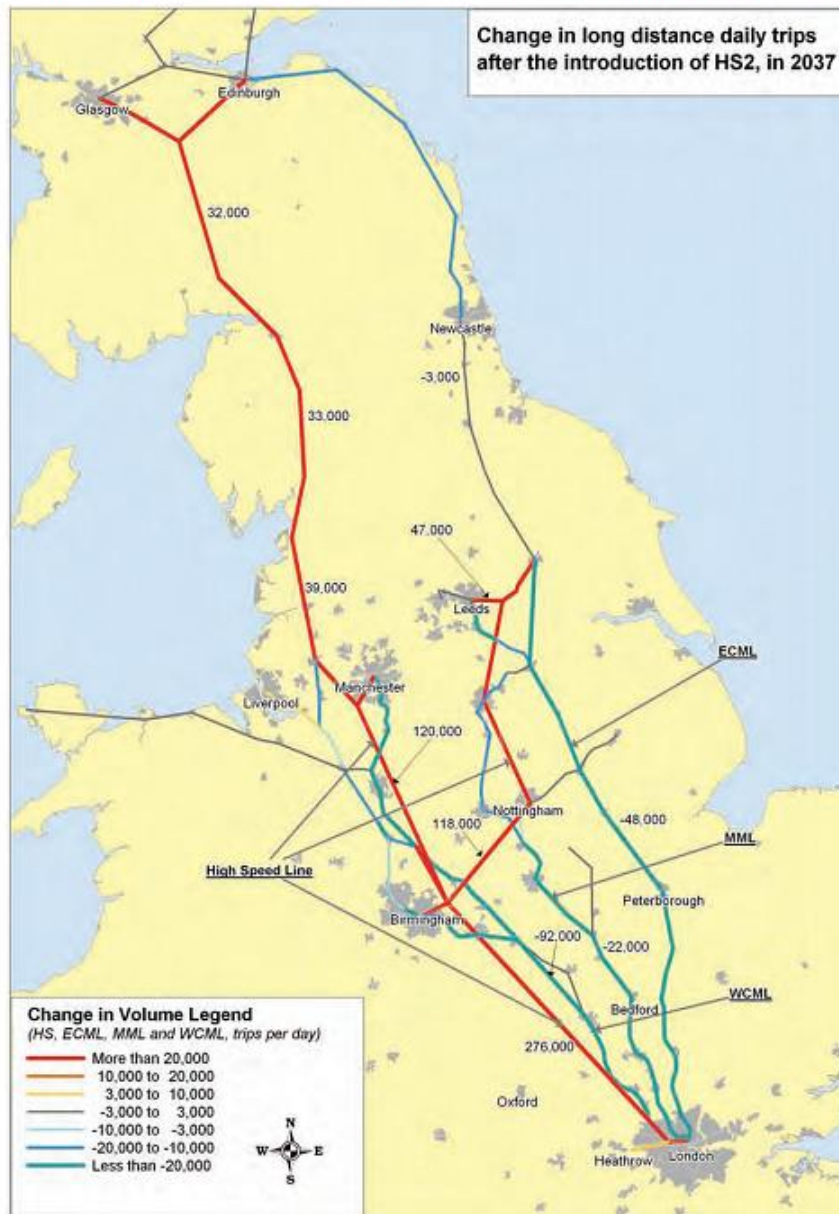 Change in long distance daily trips
after the introduction of HS2, in 2037
Edinburgh
Glasgow
32,000
Newcastle
-3,000
33,000
47,000
39,000
Leeds
ECML
Manchester
Liverpool
120,000
Nottingham
118,000
-48,000
MML
High Speed Line
Peterborough
Birmingham
-92,000
-22,000
WCML
Bedford
276,000
Oxford
Heathrow
London
Change in Volume Legend
(HS, ECML, MML and WCML, trips per day)
More than 20,000
10,000 to 20,000
3,000 to 10,000
-3,000 to 3,000
-10,000 to -3,000
-20,000 to -10,000
Less than -20,000
N
W E
S